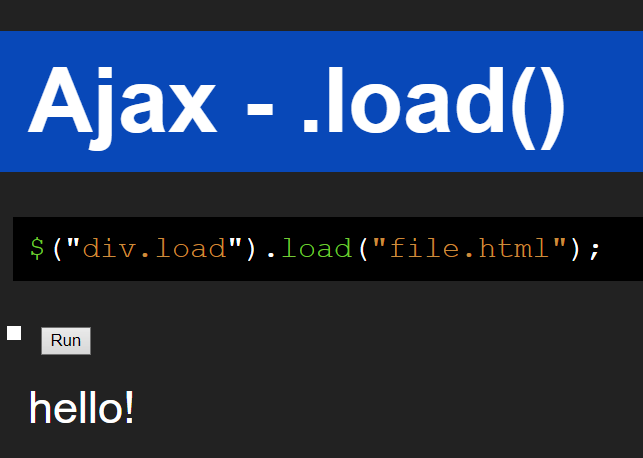 Ajax - .load()
$("div.load").load("file.html");
Run
hello!